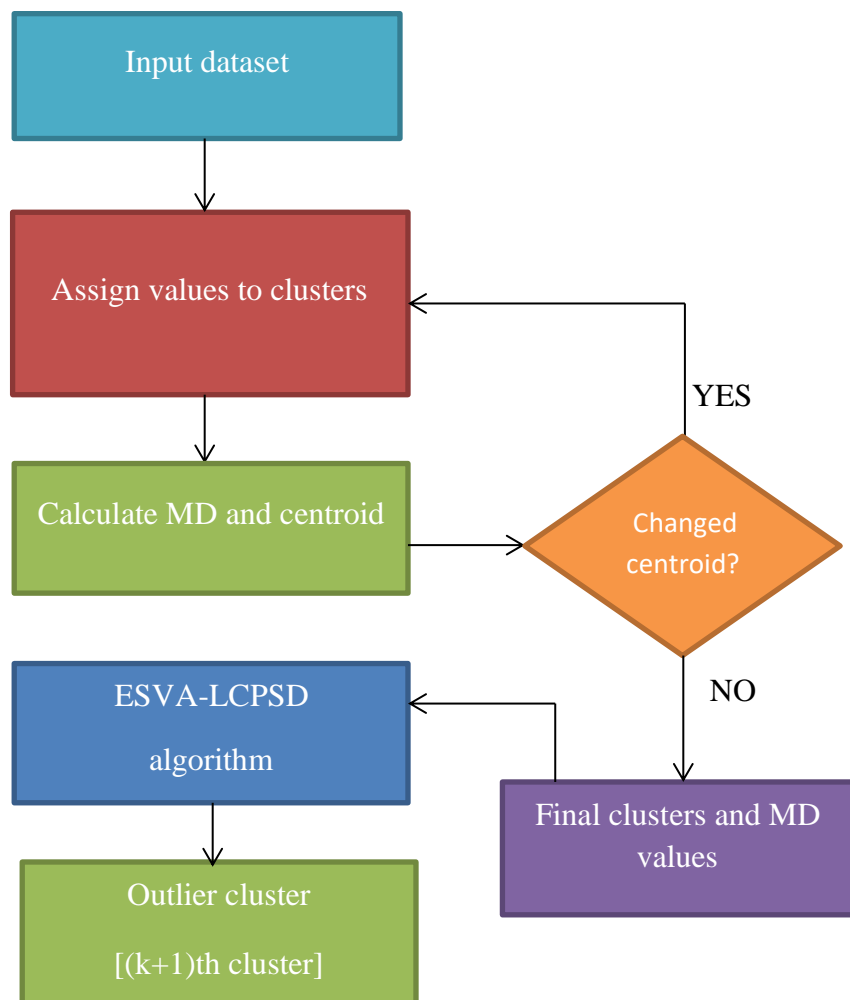 Input dataset
Assign values to clusters
YES
Calculate MD and centroid
Changed
centroid?
NO
ESVA-LCPSD
algorithm
Final clusters and MD
values
Outlier cluster
[(k+1)th cluster]